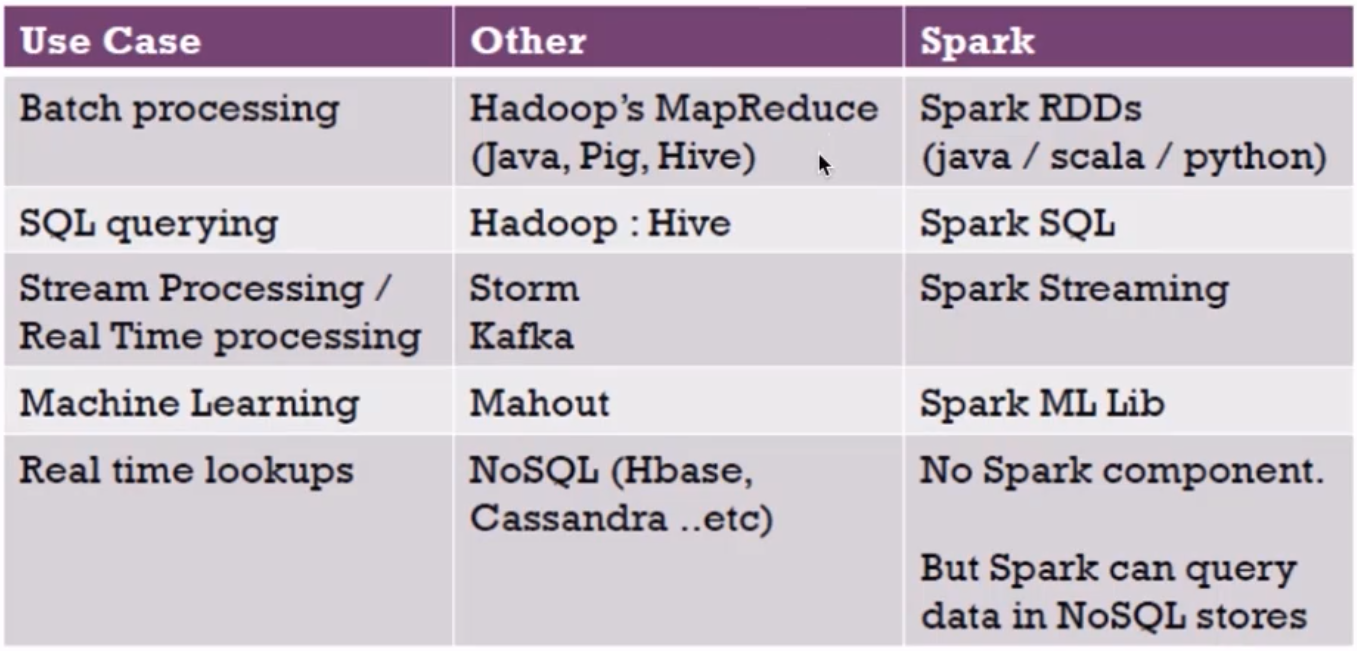 Use Case
Other
Spark
Batch processing
Hadoop's MapReduce
(Java, Pig, Hive)
Spark RDDs
(java / scala / python)
SQL querying
Hadoop : Hive
Spark SQL
Stream Processing /
Real Time processing
Storm
Kafka
Spark Streaming
Machine Learning
Mahout
Spark ML Lib
Real time lookups
NoSQL (Hbase,
Cassandra ..etc)
No Spark component.
But Spark can query
data in NoSQL stores